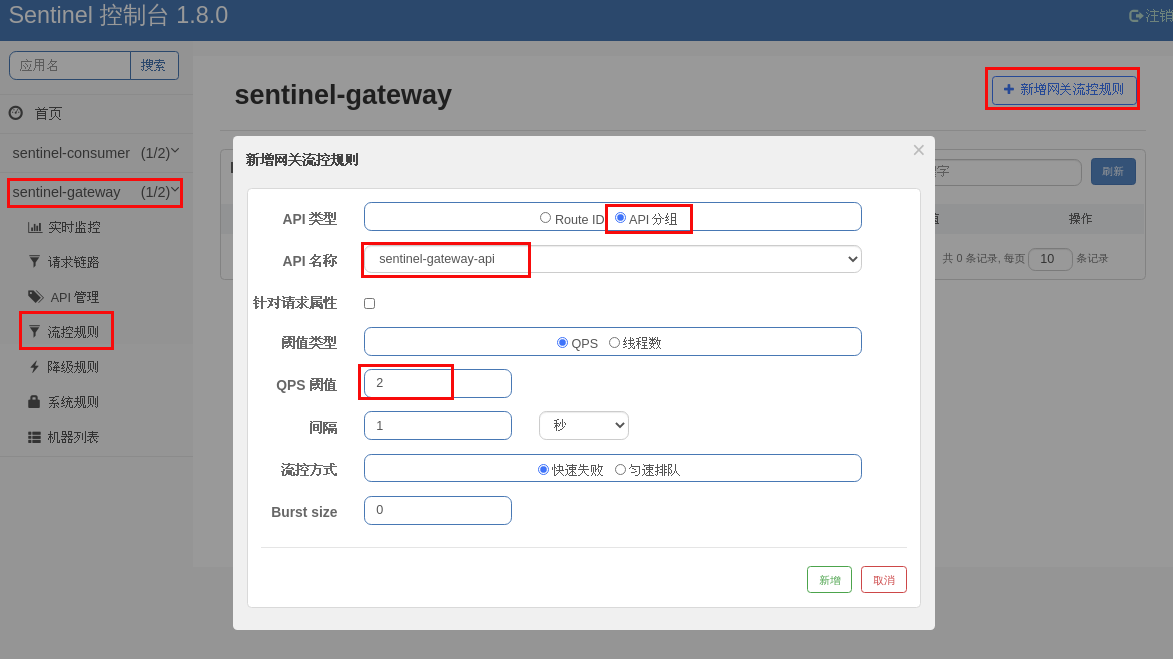 Sentinel 控制台 1.8.0
注销
应用名 搜索
首页
sentinel-consumer (1/2)
sentinel-gateway (1/2)
实时监控
请求链路
API 管理
流控规则
降级规则
系统规则
机器列表
sentinel-gateway
新增网关流控规则
字 刷新
值 操作
共 0 条记录, 每页 10 条记录
新增网关流控规则 ×
API 类型 Route ID API 分组
API 名称 sentinel-gateway-api
针对请求属性
阈值类型 QPS 线程数
QPS 阈值 2
间隔 1 秒
流控方式 快速失败 匀速排队
Burst size 0
新增 取消